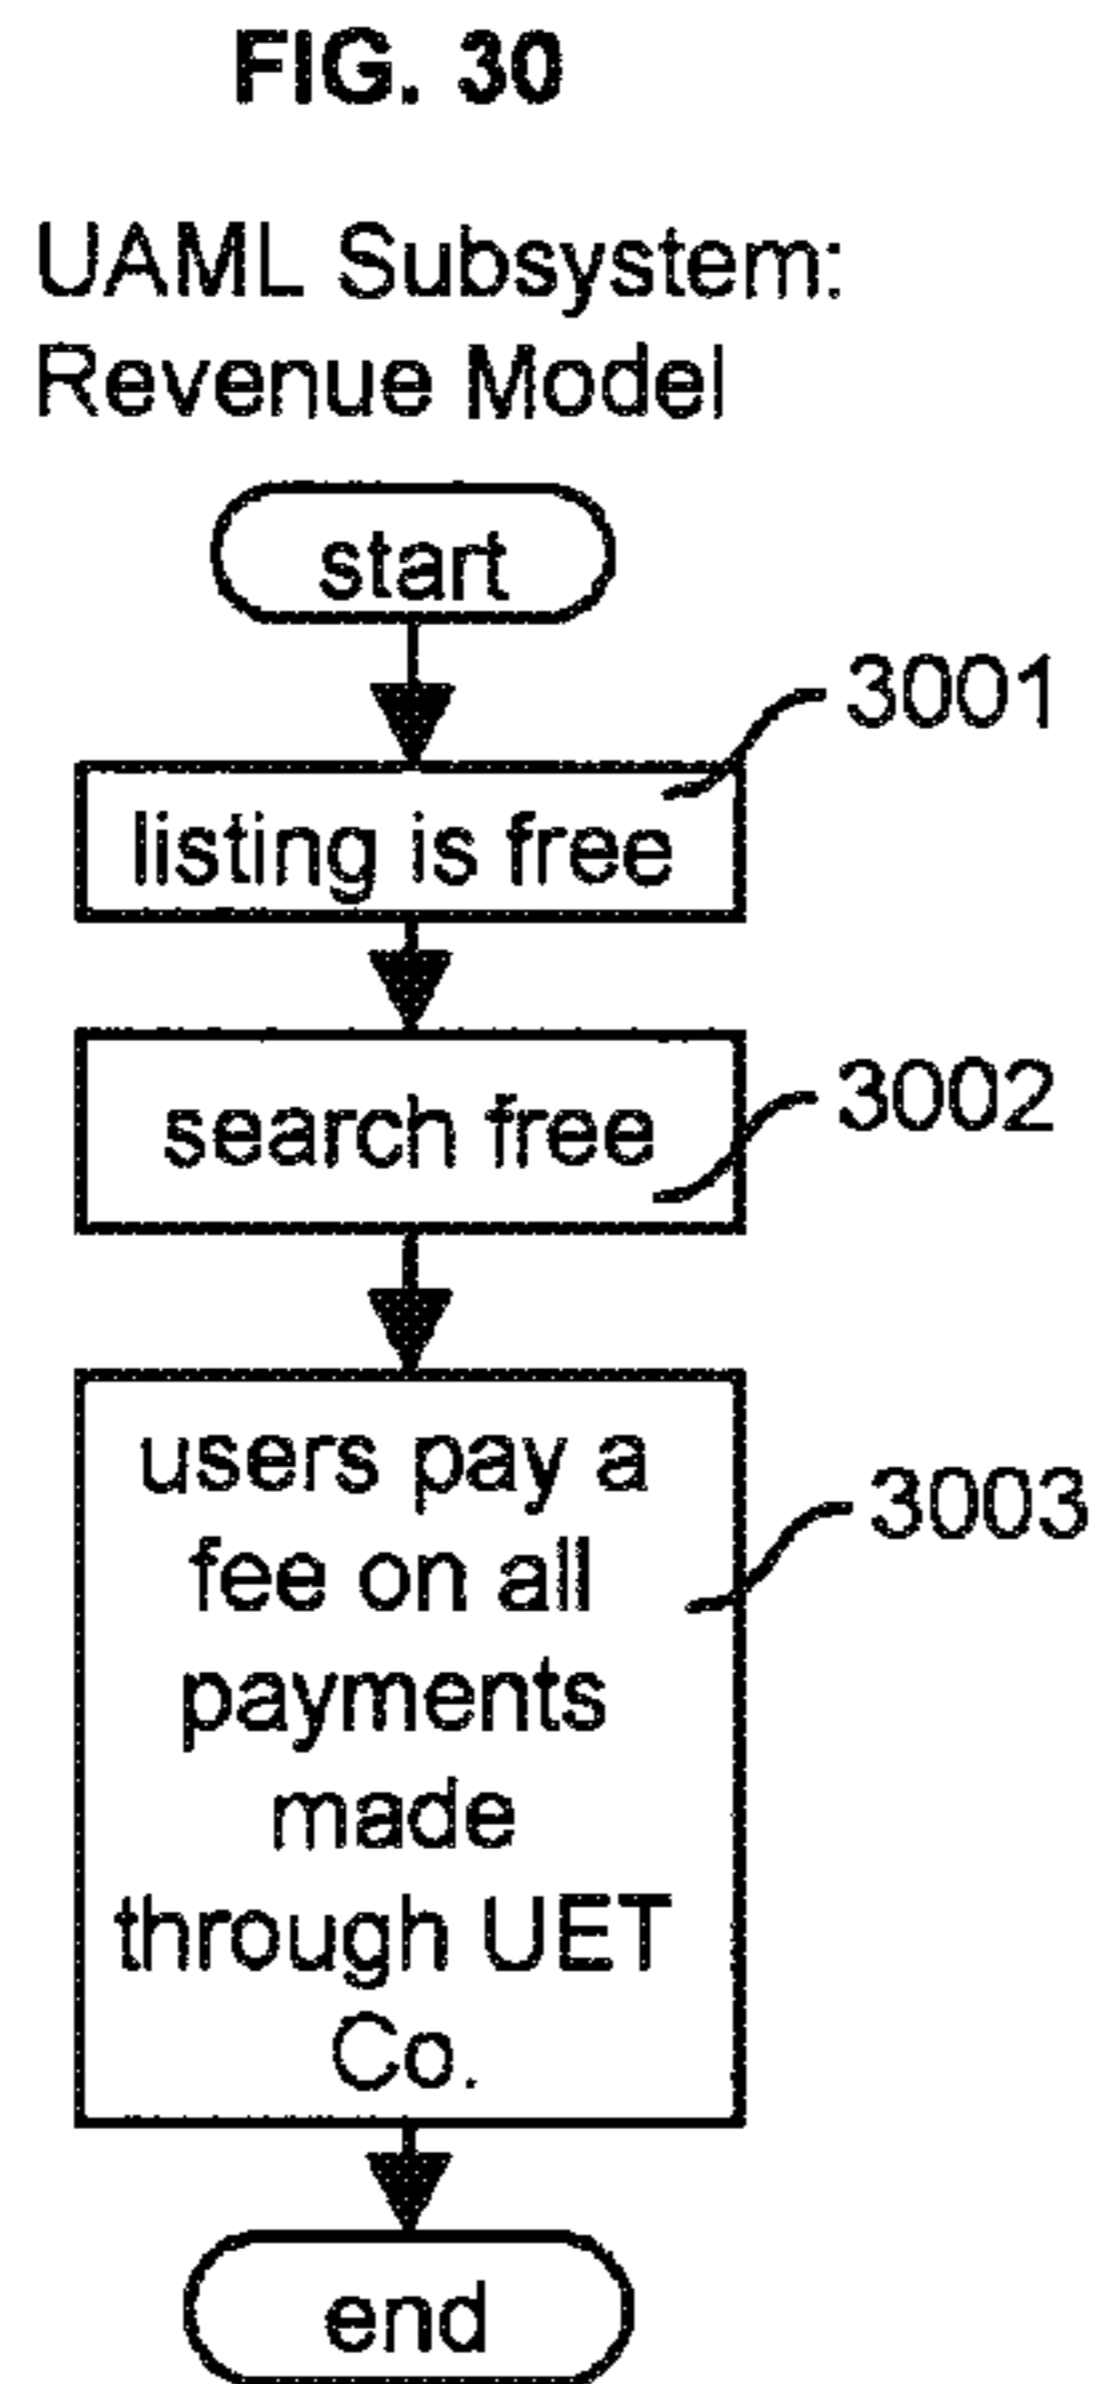 FIG. 30
UAML Subsystem:
Revenue Model
start
3001
listing is free
3002
search free
users pay a
3003
fee on all
payments
made
through UET
Co.
end